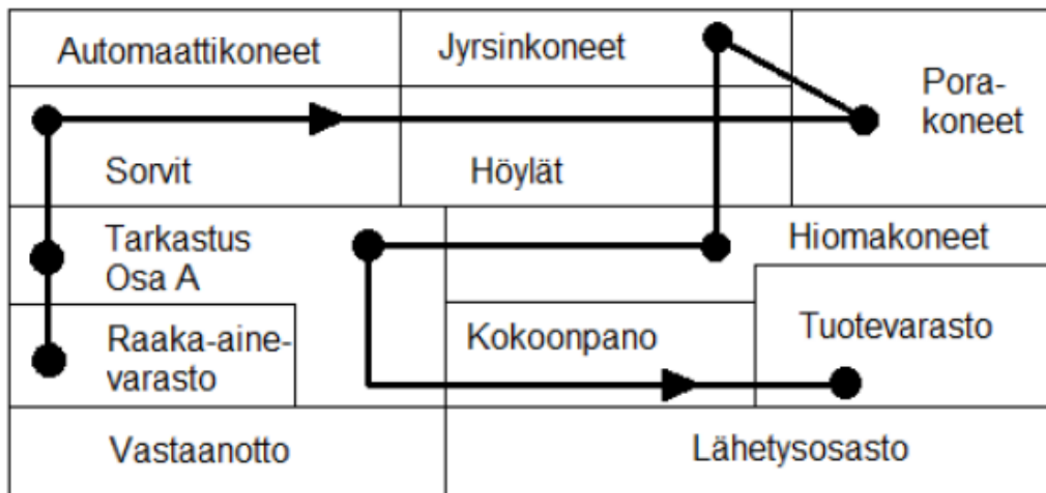 Automaattikoneet
Jyrsinkoneet
Pora-
koneet
Sorvit
Höylät
Tarkastus
Osa A
Hiomakoneet
Raaka-aine-
varasto
Kokoonpano
Tuotevarasto
Vastaanotto
Lähetysosasto